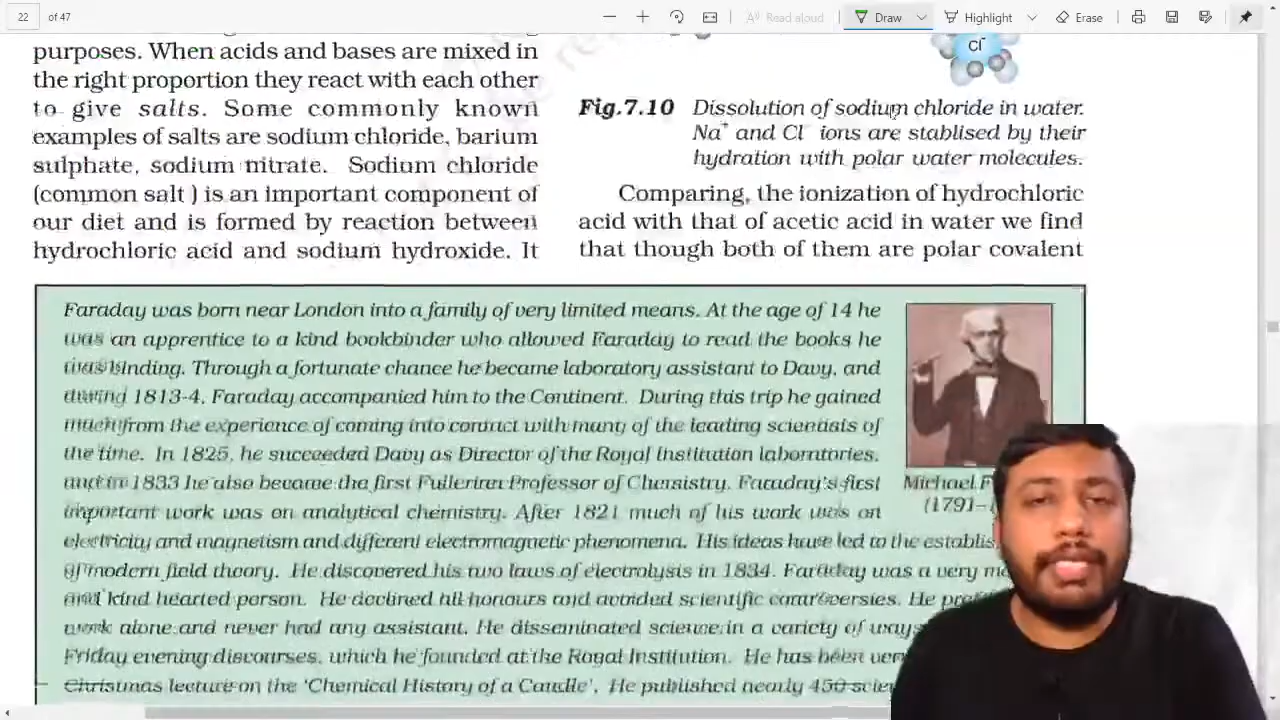 22 of 47
Read aloud Draw Highlight Erase
purposes. When acids and bases are mixed in
the right proportion they react with each other
to give salts. Some commonly known
examples of salts are sodium chloride, barium
sulphate, sodium nitrate. Sodium chloride
(common salt ) is an important component of
our diet and is formed by reaction between
hydrochloric acid and sodium hydroxide. It
Cl⁻
Fig.7.10 Dissolution of sodium chloride in water.
Na⁺ and Cl⁻ ions are stablised by their
hydration with polar water molecules.
Comparing, the ionization of hydrochloric
acid with that of acetic acid in water we find
that though both of them are polar covalent
Faraday was born near London into a family of very limited means. At the age of 14 he
was an apprentice to a kind bookbinder who allowed Faraday to read the books he
was binding. Through a fortunate chance he became laboratory assistant to Davy, and
during 1813-4, Faraday accompanied him to the Continent. During this trip he gained
much from the experience of coming into contact with many of the leading scientists of
the time. In 1825, he succeeded Davy as Director of the Royal Institution laboratories,
and in 1833 he also became the first Fullerian Professor of Chemistry. Faraday's first
important work was on analytical chemistry. After 1821 much of his work was on
electricity and magnetism and different electromagnetic phenomena. His ideas have led to the establis
of modern field theory. He discovered his two laws of electrolysis in 1834. Faraday was a very m
and kind hearted person. He declined all honours and avoided scientific controversies. He pre
work alone and never had any assistant. He disseminated science in a variety of ways
Friday evening discourses, which he founded at the Royal Institution. He has been ver
Christmas lecture on the 'Chemical History of a Candle'. He published nearly 450 scie
Michael F
(1791–